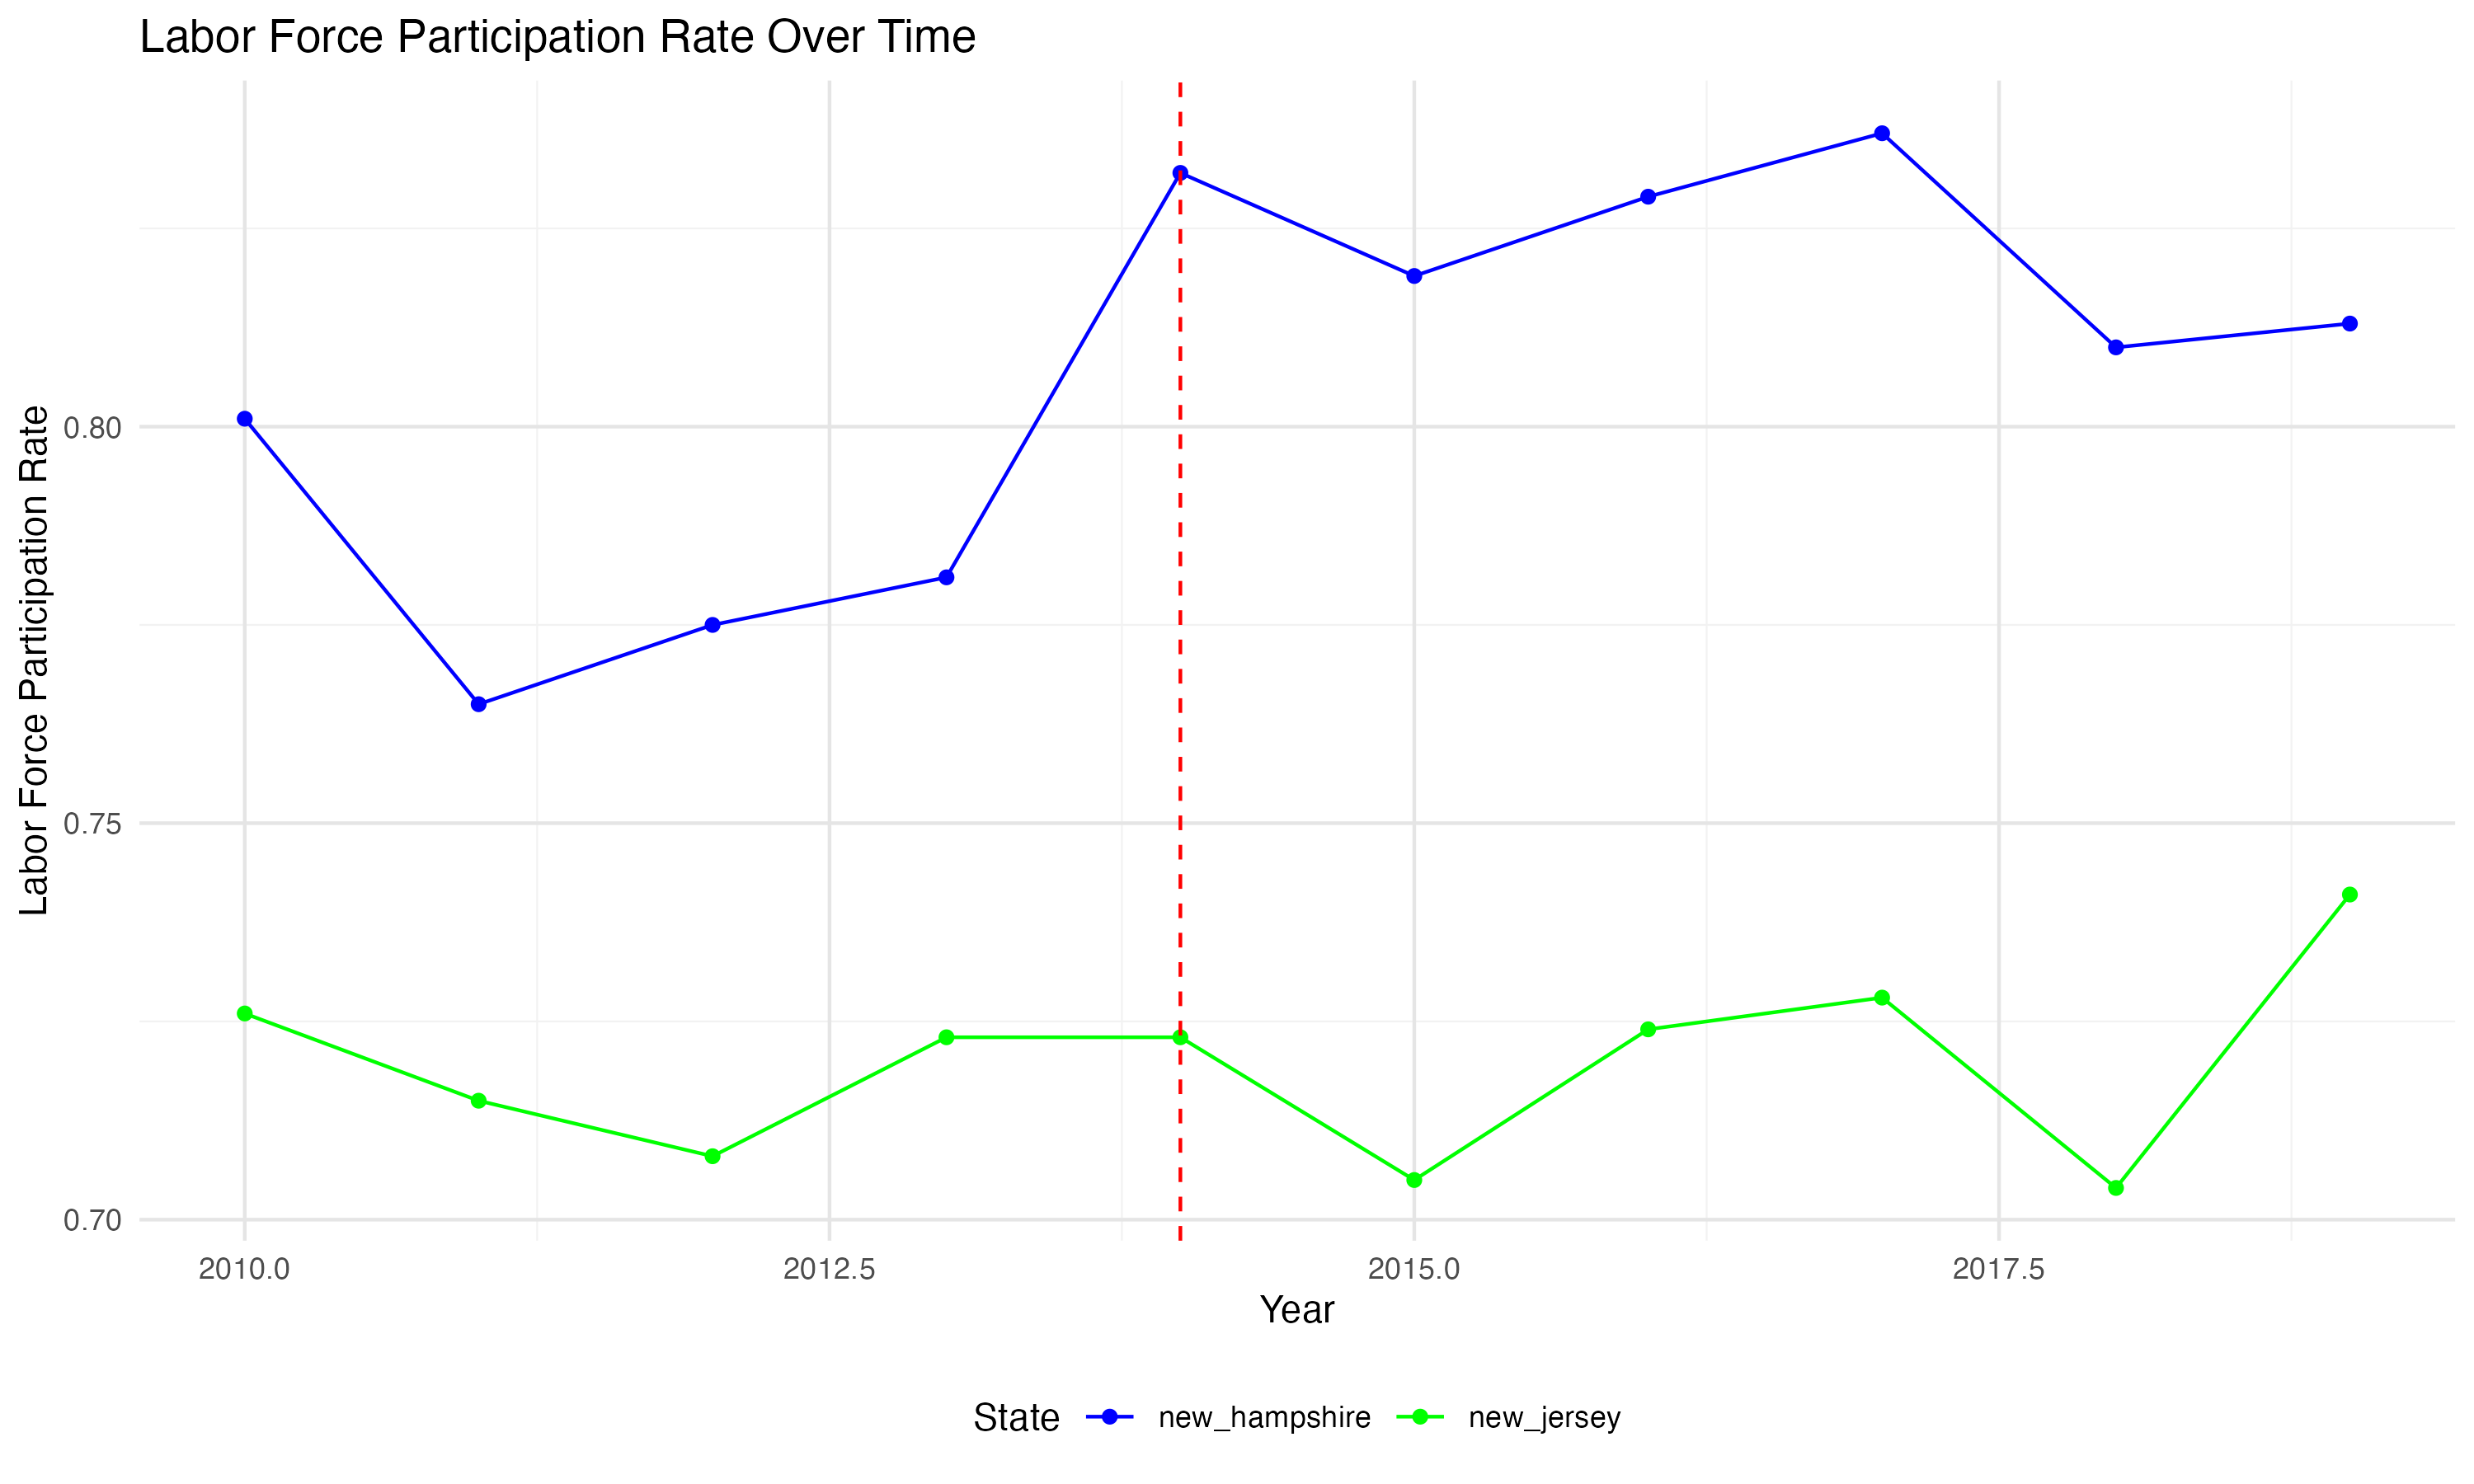 Labor Force Participation Rate Over Time
Labor Force Participation Rate
0.80
0.75
0.70
2010.0 2012.5 2015.0 2017.5
Year
State new_hampshire new_jersey